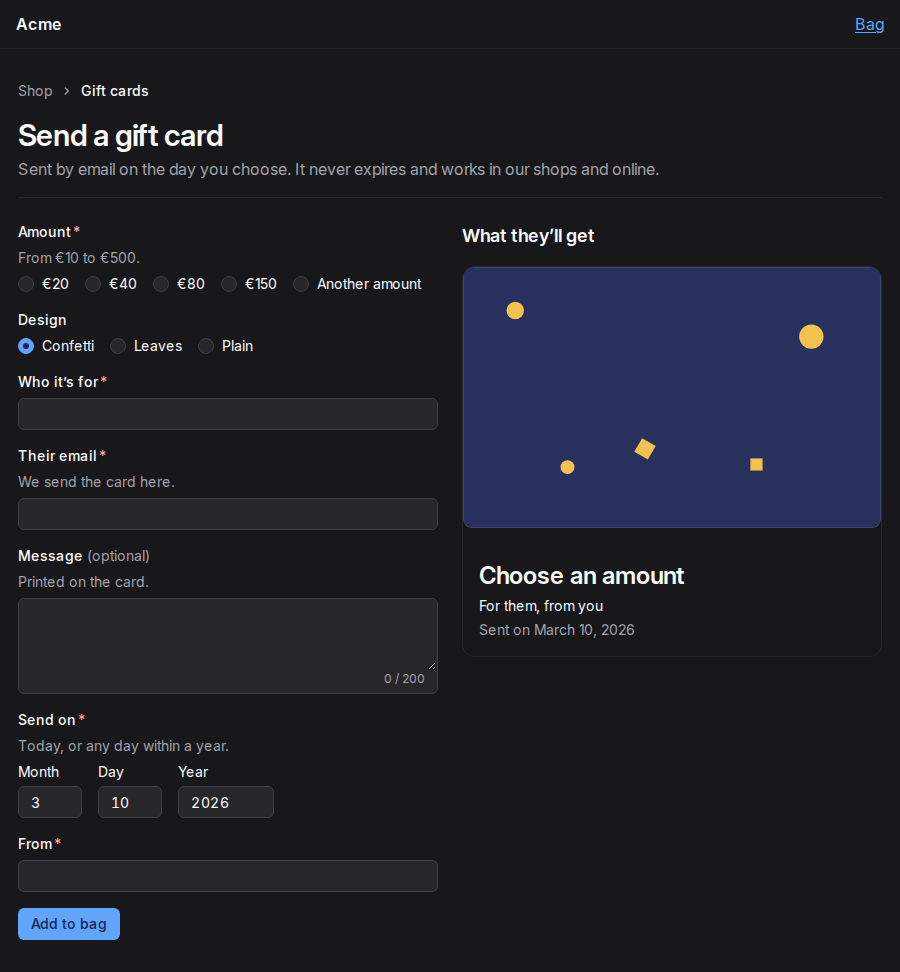 Acme
Bag
Shop > Gift cards
Send a gift card
Sent by email on the day you choose. It never expires and works in our shops and online.
Amount*
From €10 to €500.
€20 €40 €80 €150 Another amount
Design
Confetti Leaves Plain
Who it’s for*
Their email*
We send the card here.
Message (optional)
Printed on the card.
0 / 200
Send on*
Today, or any day within a year.
Month Day Year
3 10 2026
From*
Add to bag
What they’ll get
Choose an amount
For them, from you
Sent on March 10, 2026